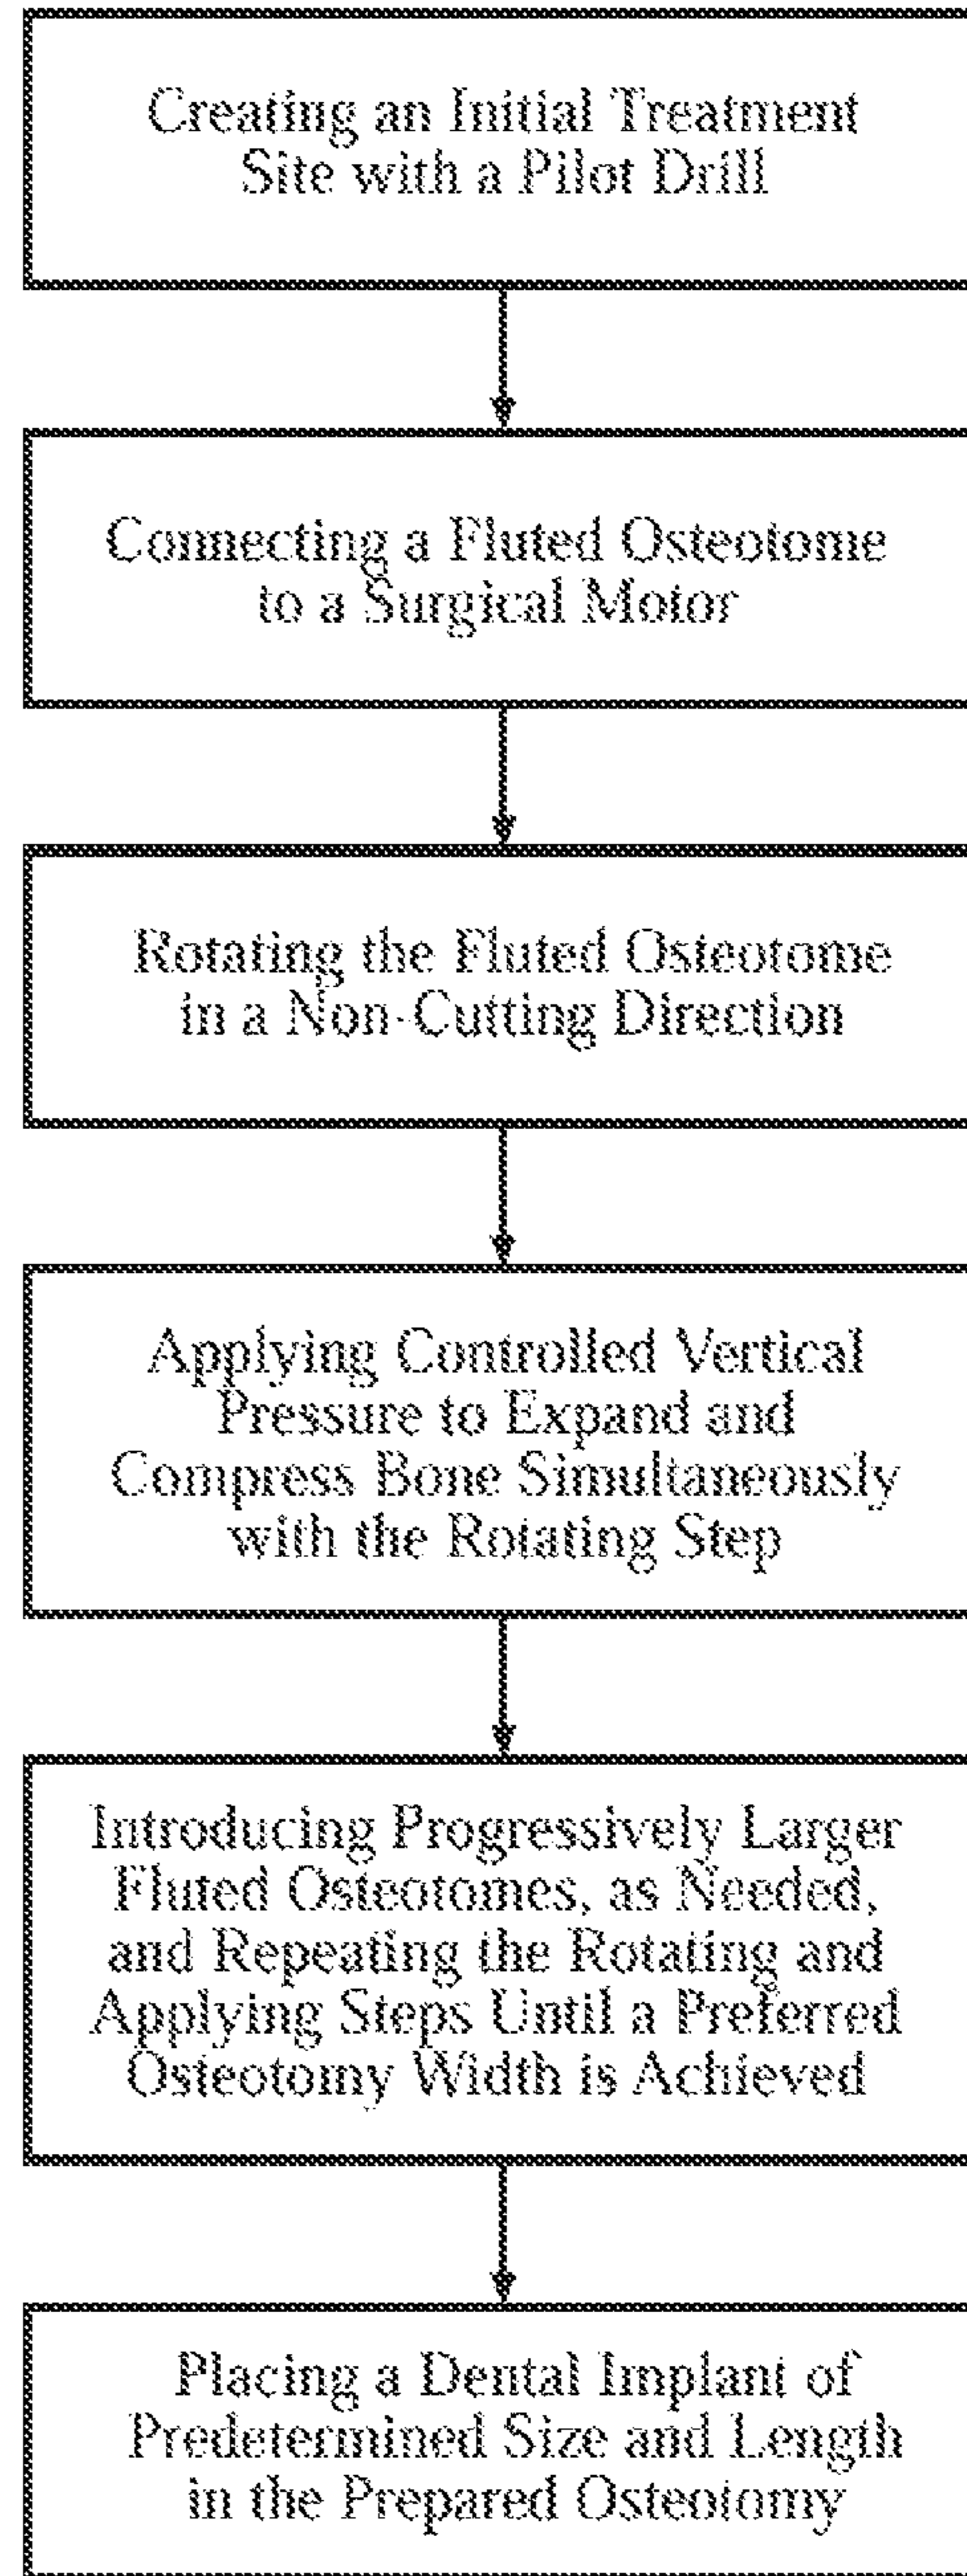 Creating an Initial Treatment
Site with a Pilot Drill
Connecting a Fluted Osteotome
to a Surgical Motor
Rotating the Fluted Osteotome
in a Non-Cutting Direction
Applying Controlled Vertical
Pressure to Expand and
Compress Bone Simultaneously
with the Rotating Step
Introducing Progressively Larger
Fluted Osteotomes, as Needed,
and Repeating the Rotating and
Applying Steps Until a Preferred
Osteotomy Width is Achieved
Placing a Dental Implant of
Predetermined Size and Length
in the Prepared Osteotomy